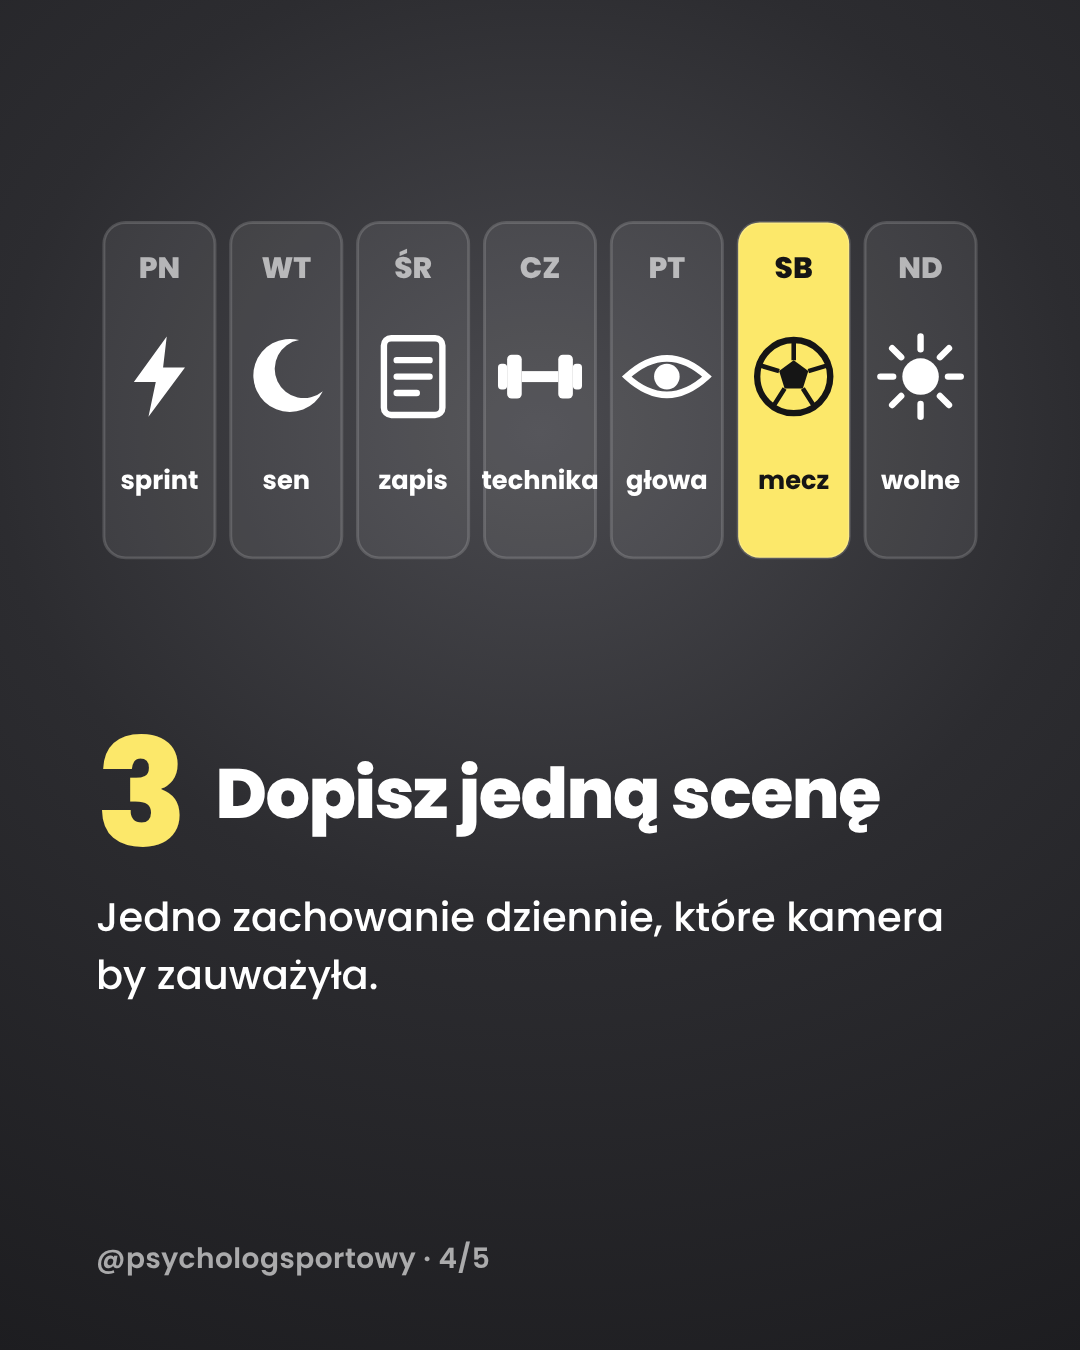 PN WT ŚR CZ PT SB ND
sprint sen zapis technika głowa mecz wolne
3 Dopisz jedną scenę
Jedno zachowanie dziennie, które kamera
by zauważyła.
@psychologsportowy · 4/5